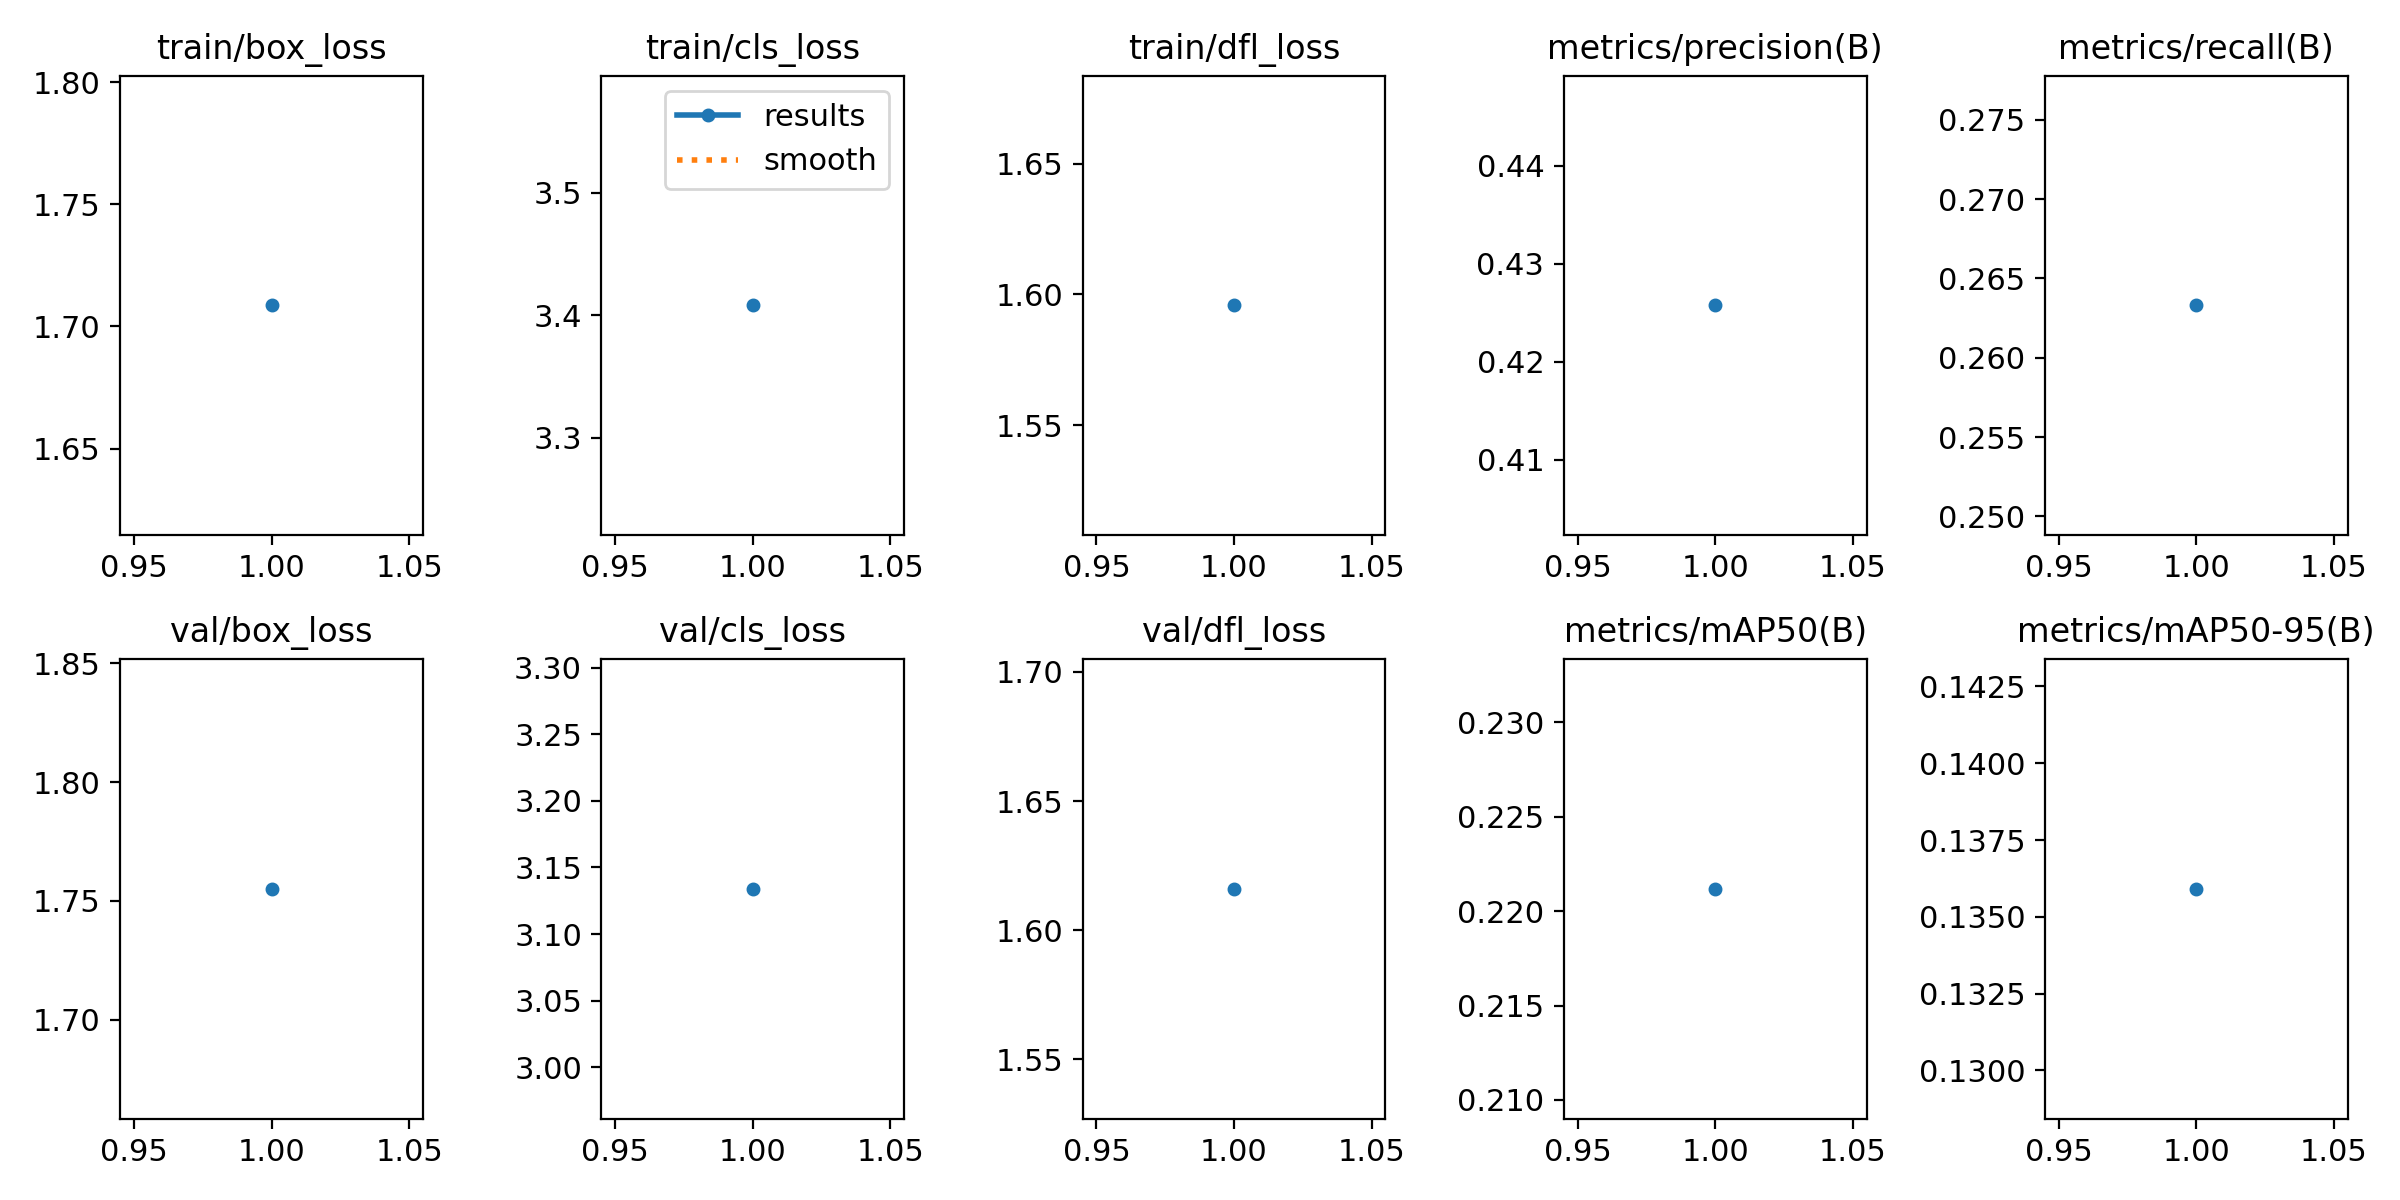 train/box_loss
train/cls_loss
train/dfl_loss
metrics/precision(B)
metrics/recall(B)
1.80
1.75
1.70
1.65
0.95 1.00 1.05
results
smooth
3.5
3.4
3.3
0.95 1.00 1.05
1.65
1.60
1.55
0.95 1.00 1.05
0.44
0.43
0.42
0.41
0.95 1.00 1.05
0.275
0.270
0.265
0.260
0.255
0.250
0.95 1.00 1.05
val/box_loss
val/cls_loss
val/dfl_loss
metrics/mAP50(B)
metrics/mAP50-95(B)
1.85
1.80
1.75
1.70
0.95 1.00 1.05
3.30
3.25
3.20
3.15
3.10
3.05
3.00
0.95 1.00 1.05
1.70
1.65
1.60
1.55
0.95 1.00 1.05
0.230
0.225
0.220
0.215
0.210
0.95 1.00 1.05
0.1425
0.1400
0.1375
0.1350
0.1325
0.1300
0.95 1.00 1.05